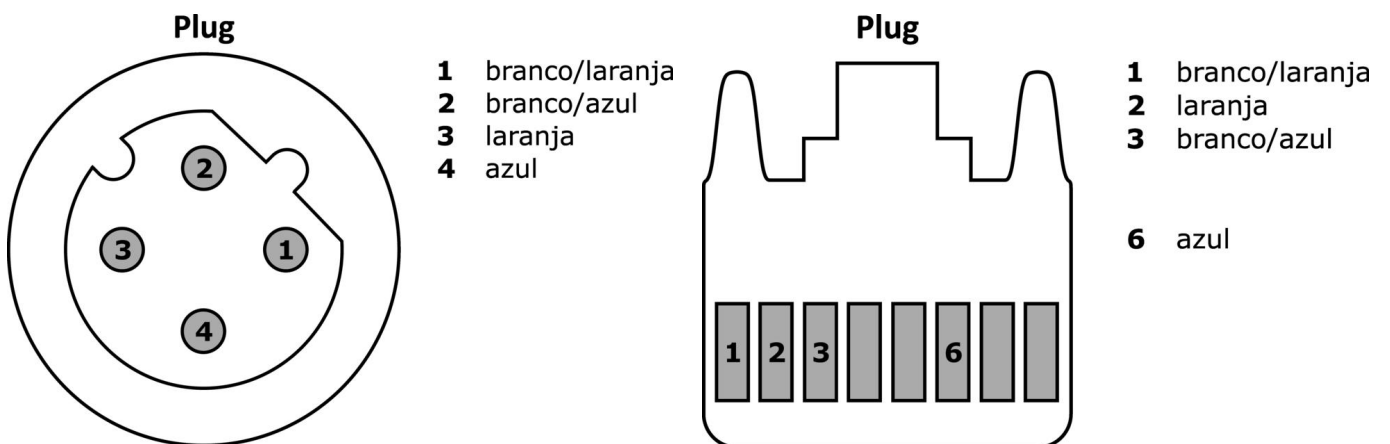 Plug
1 branco/laranja
2 branco/azul
3 laranja
4 azul
2
3
1
4
Plug
1 branco/laranja
2 laranja
3 branco/azul
6 azul
1 2 3 6